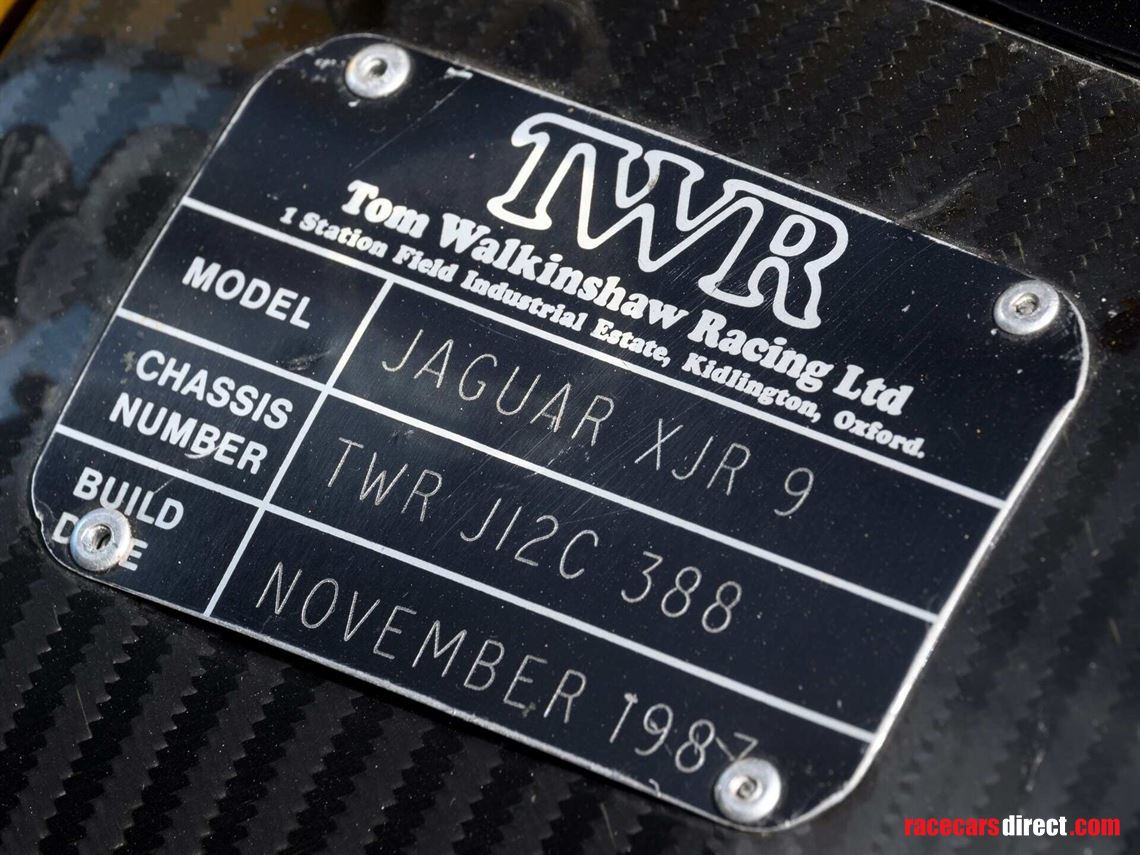 TWR
Tom Walkinshaw Racing Ltd
1 Station Field Industrial Estate, Kidlington, Oxford.
MODEL
JAGUAR XJR 9
CHASSIS
NUMBER
TWR J12C 388
BUILD
DATE
NOVEMBER 1987
racecarsdirect.com